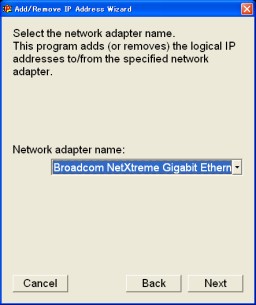 Add/Remove IP Address Wizard
Select the network adapter name.
This program adds (or removes) the logical IP
addresses to/from the specified network
adapter.
Network adapter name:
Broadcom NetXtreme Gigabit Ethern
Cancel
Back
Next